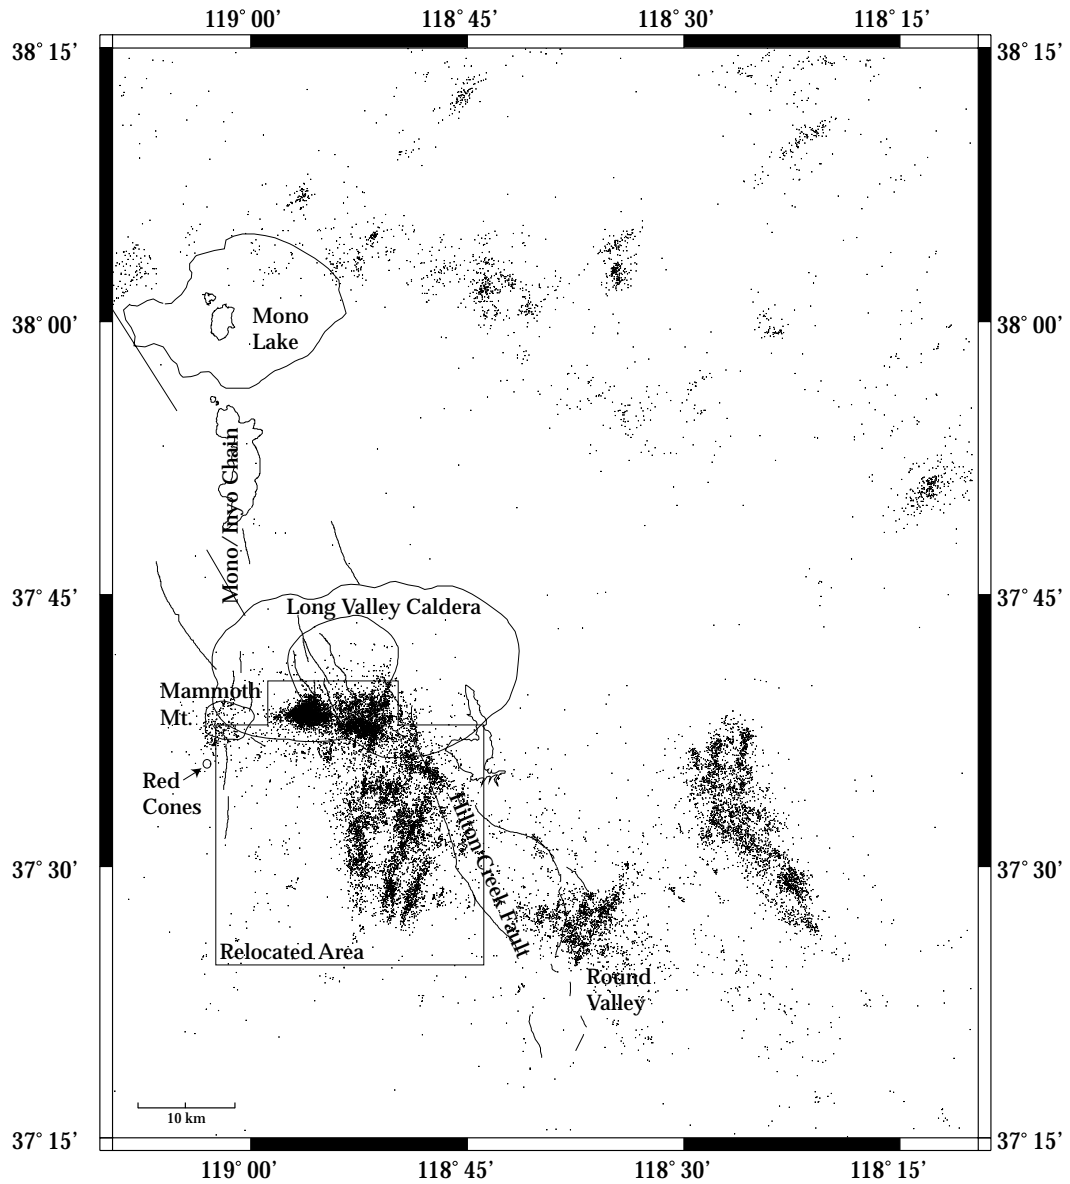 119° 00’ 118° 45’ 118° 30’ 118° 15’
38° 15’ 38° 15’
Mono
Lake
38° 00’ 38° 00’
Mono/Inyo Chain
37° 45’ 37° 45’
Long Valley Caldera
Mammoth
Mt.
Red
Cones
Hilton Creek Fault
37° 30’ 37° 30’
Relocated Area
Round
Valley
10 km
37° 15’ 37° 15’
119° 00’ 118° 45’ 118° 30’ 118° 15’